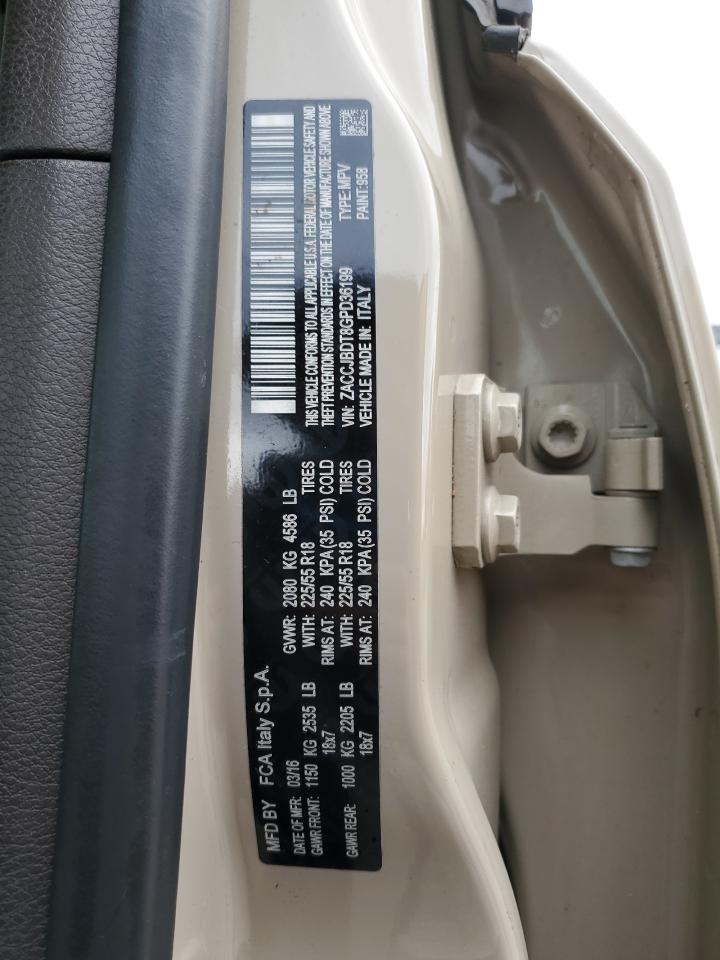 MFD BY FCA Italy S.p.A.
DATE OF MFR: 03/16 GVWR: 2080 KG 4586 LB
GAWR FRONT: 1150 KG 2535 LB WITH: 225/55 R18 TIRES
18x7 RIMS AT: 240 KPA(35 PSI) COLD
GAWR REAR: 1000 KG 2205 LB WITH: 225/55 R18 TIRES
18x7 RIMS AT: 240 KPA(35 PSI) COLD
THIS VEHICLE CONFORMS TO ALL APPLICABLE U.S.A. FEDERAL MOTOR VEHICLE SAFETY AND
THEFT PREVENTION STANDARDS IN EFFECT ON THE DATE OF MANUFACTURE SHOWN ABOVE
VIN: ZACCJBDT8GPD36199 TYPE: MPV
VEHICLE MADE IN: ITALY PAINT: 958